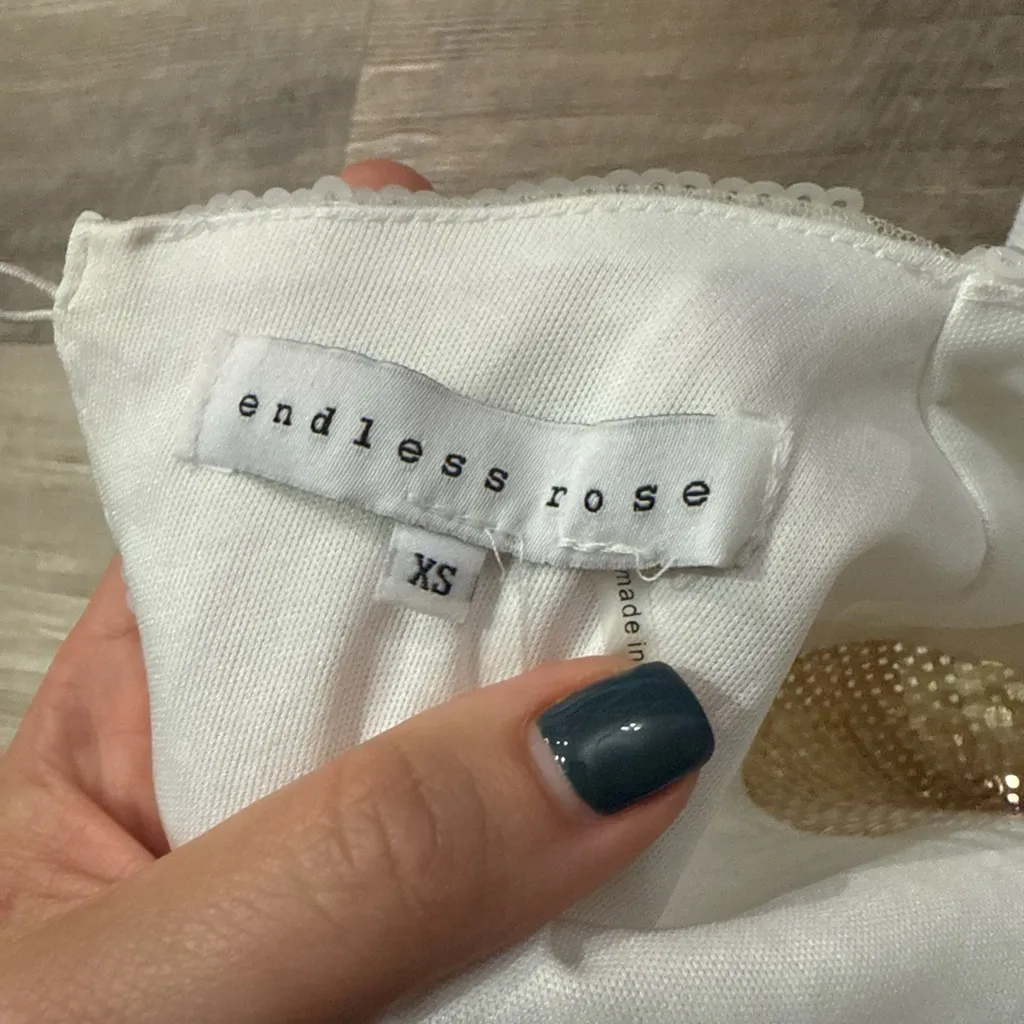 endless rose
XS
made in